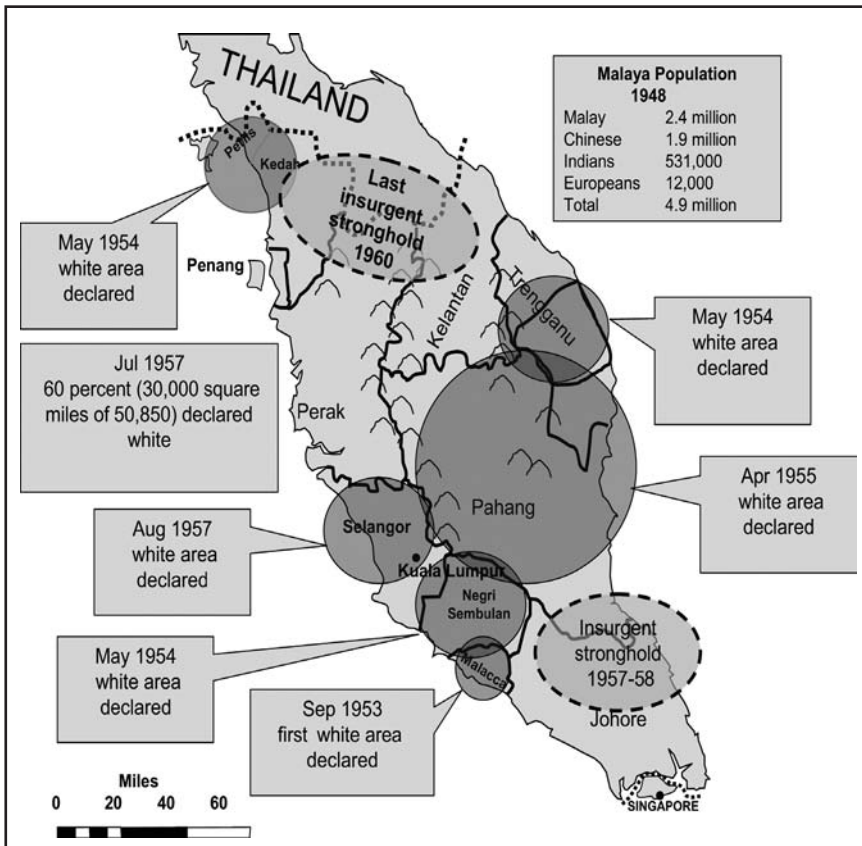 THAILAND
Malaya Population
1948
Malay 2.4 million
Chinese 1.9 million
Indians 531,000
Europeans 12,000
Total 4.9 million
Perlis
Kedah
Last
insurgent
stronghold
1960
May 1954
white area
declared
Penang
Kelantan
Trengganu
May 1954
white area
declared
Jul 1957
60 percent (30,000 square
miles of 50,850) declared
white
Perak
Apr 1955
white area
declared
Pahang
Aug 1957
white area
declared
Selangor
Kuala Lumpur
Negri
Sembulan
May 1954
white area
declared
Malacca
Insurgent
stronghold
1957-58
Johore
Sep 1953
first white area
declared
Miles
0 20 40 60
SINGAPORE